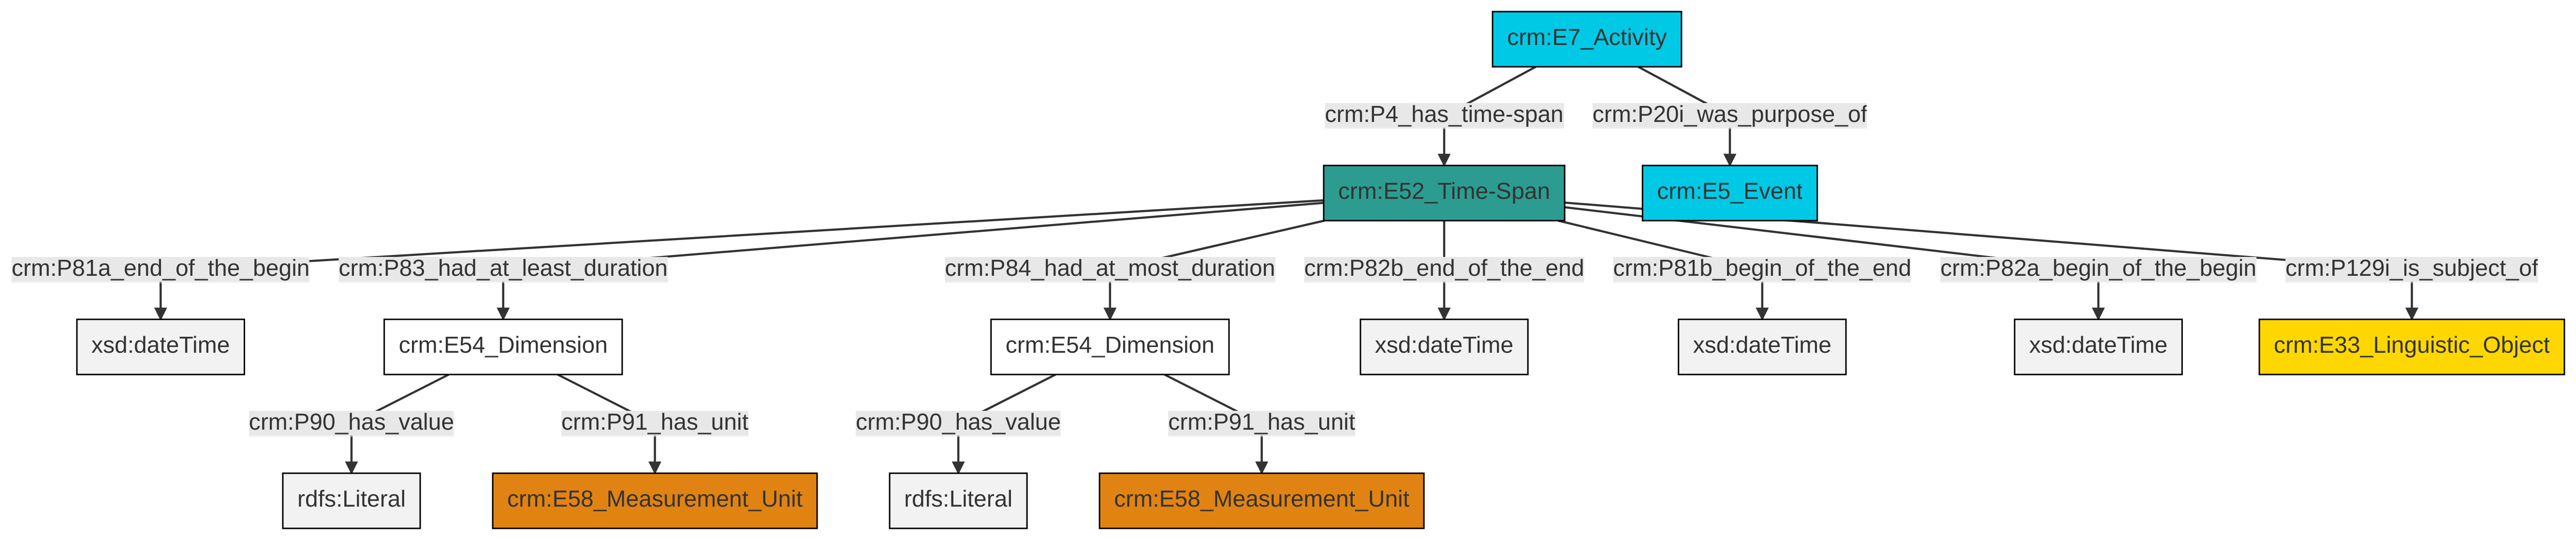 crm:E7_Activity
crm:P4_has_time-span
crm:P20i_was_purpose_of
crm:E52_Time-Span
crm:E5_Event
crm:P81a_end_of_the_begin
crm:P83_had_at_least_duration
crm:P84_had_at_most_duration
crm:P82b_end_of_the_end
crm:P81b_begin_of_the_end
crm:P82a_begin_of_the_begin
crm:P129i_is_subject_of
xsd:dateTime
crm:E54_Dimension
crm:E54_Dimension
xsd:dateTime
xsd:dateTime
xsd:dateTime
crm:E33_Linguistic_Object
crm:P90_has_value
crm:P91_has_unit
crm:P90_has_value
crm:P91_has_unit
rdfs:Literal
crm:E58_Measurement_Unit
rdfs:Literal
crm:E58_Measurement_Unit